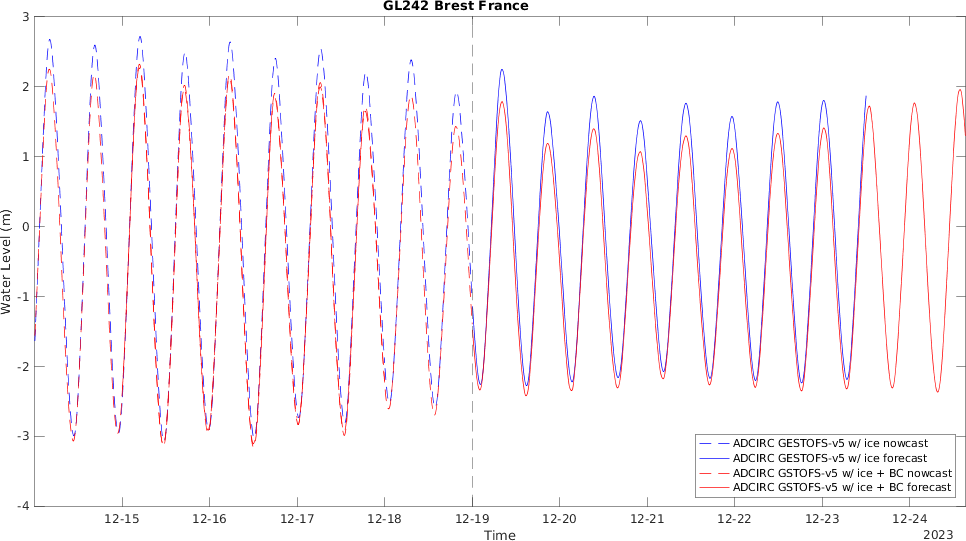 GL242 Brest France
3
2
1
0
-1
-2
-3
-4
Water Level (m)
ADCIRC GESTOFS-v5 w/ ice nowcast
ADCIRC GESTOFS-v5 w/ ice forecast
ADCIRC GSTOFS-v5 w/ ice + BC nowcast
ADCIRC GSTOFS-v5 w/ ice + BC forecast
12-15 12-16 12-17 12-18 12-19 12-20 12-21 12-22 12-23 12-24
Time
2023